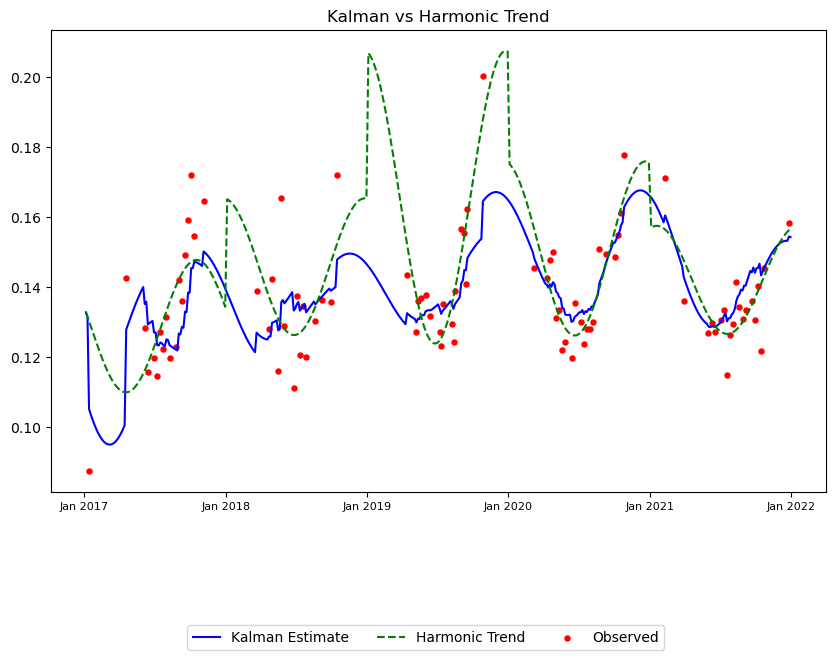 Kalman vs Harmonic Trend
0.20
0.18
0.16
0.14
0.12
0.10
Jan 2017 Jan 2018 Jan 2019 Jan 2020 Jan 2021 Jan 2022
Kalman Estimate Harmonic Trend Observed